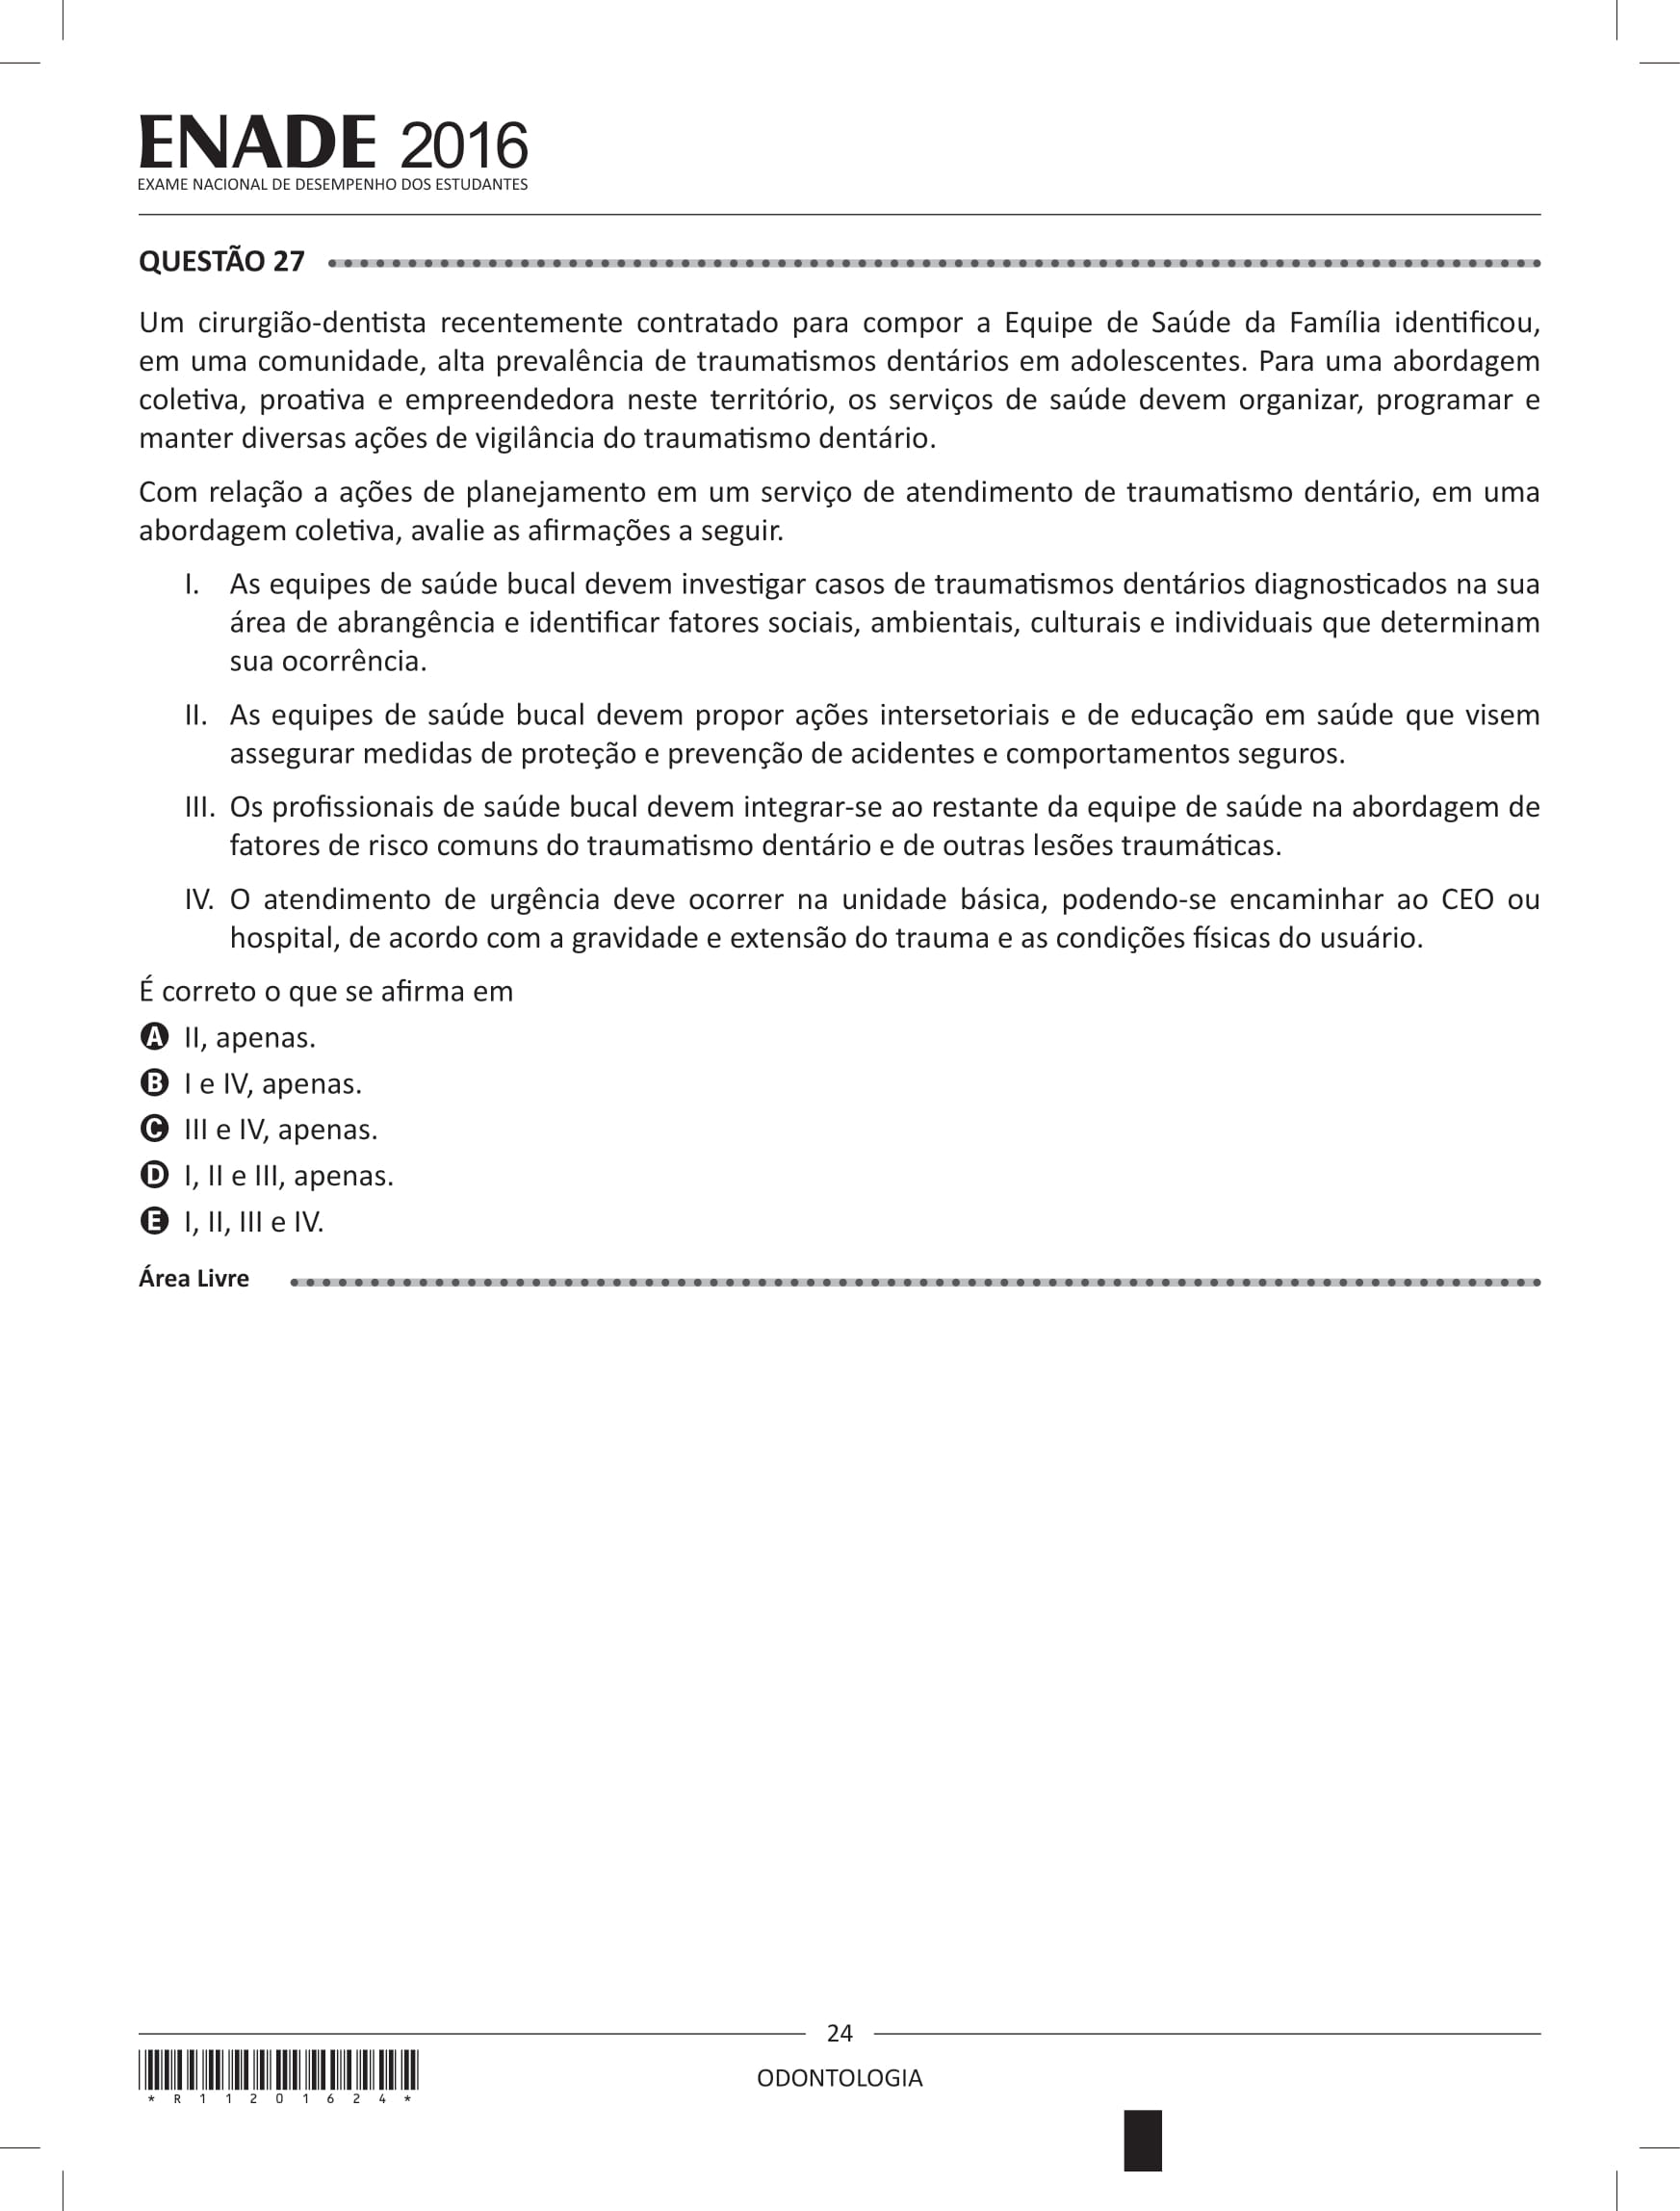 ENADE 2016
EXAME NACIONAL DE DESEMPENHO DOS ESTUDANTES
QUESTÃO 27
Um cirurgião-dentista recentemente contratado para compor a Equipe de Saúde da Família identificou,
em uma comunidade, alta prevalência de traumatismos dentários em adolescentes. Para uma abordagem
coletiva, proativa e empreendedora neste território, os serviços de saúde devem organizar, programar e
manter diversas ações de vigilância do traumatismo dentário.
Com relação a ações de planejamento em um serviço de atendimento de traumatismo dentário, em uma
abordagem coletiva, avalie as afirmações a seguir.
I. As equipes de saúde bucal devem investigar casos de traumatismos dentários diagnosticados na sua
área de abrangência e identificar fatores sociais, ambientais, culturais e individuais que determinam
sua ocorrência.
II. As equipes de saúde bucal devem propor ações intersetoriais e de educação em saúde que visem
assegurar medidas de proteção e prevenção de acidentes e comportamentos seguros.
III. Os profissionais de saúde bucal devem integrar-se ao restante da equipe de saúde na abordagem de
fatores de risco comuns do traumatismo dentário e de outras lesões traumáticas.
IV. O atendimento de urgência deve ocorrer na unidade básica, podendo-se encaminhar ao CEO ou
hospital, de acordo com a gravidade e extensão do trauma e as condições físicas do usuário.
É correto o que se afirma em
A II, apenas.
B I e IV, apenas.
C III e IV, apenas.
D I, II e III, apenas.
E I, II, III e IV.
Área Livre
24
ODONTOLOGIA
* R 1 1 2 0 1 6 2 4 *